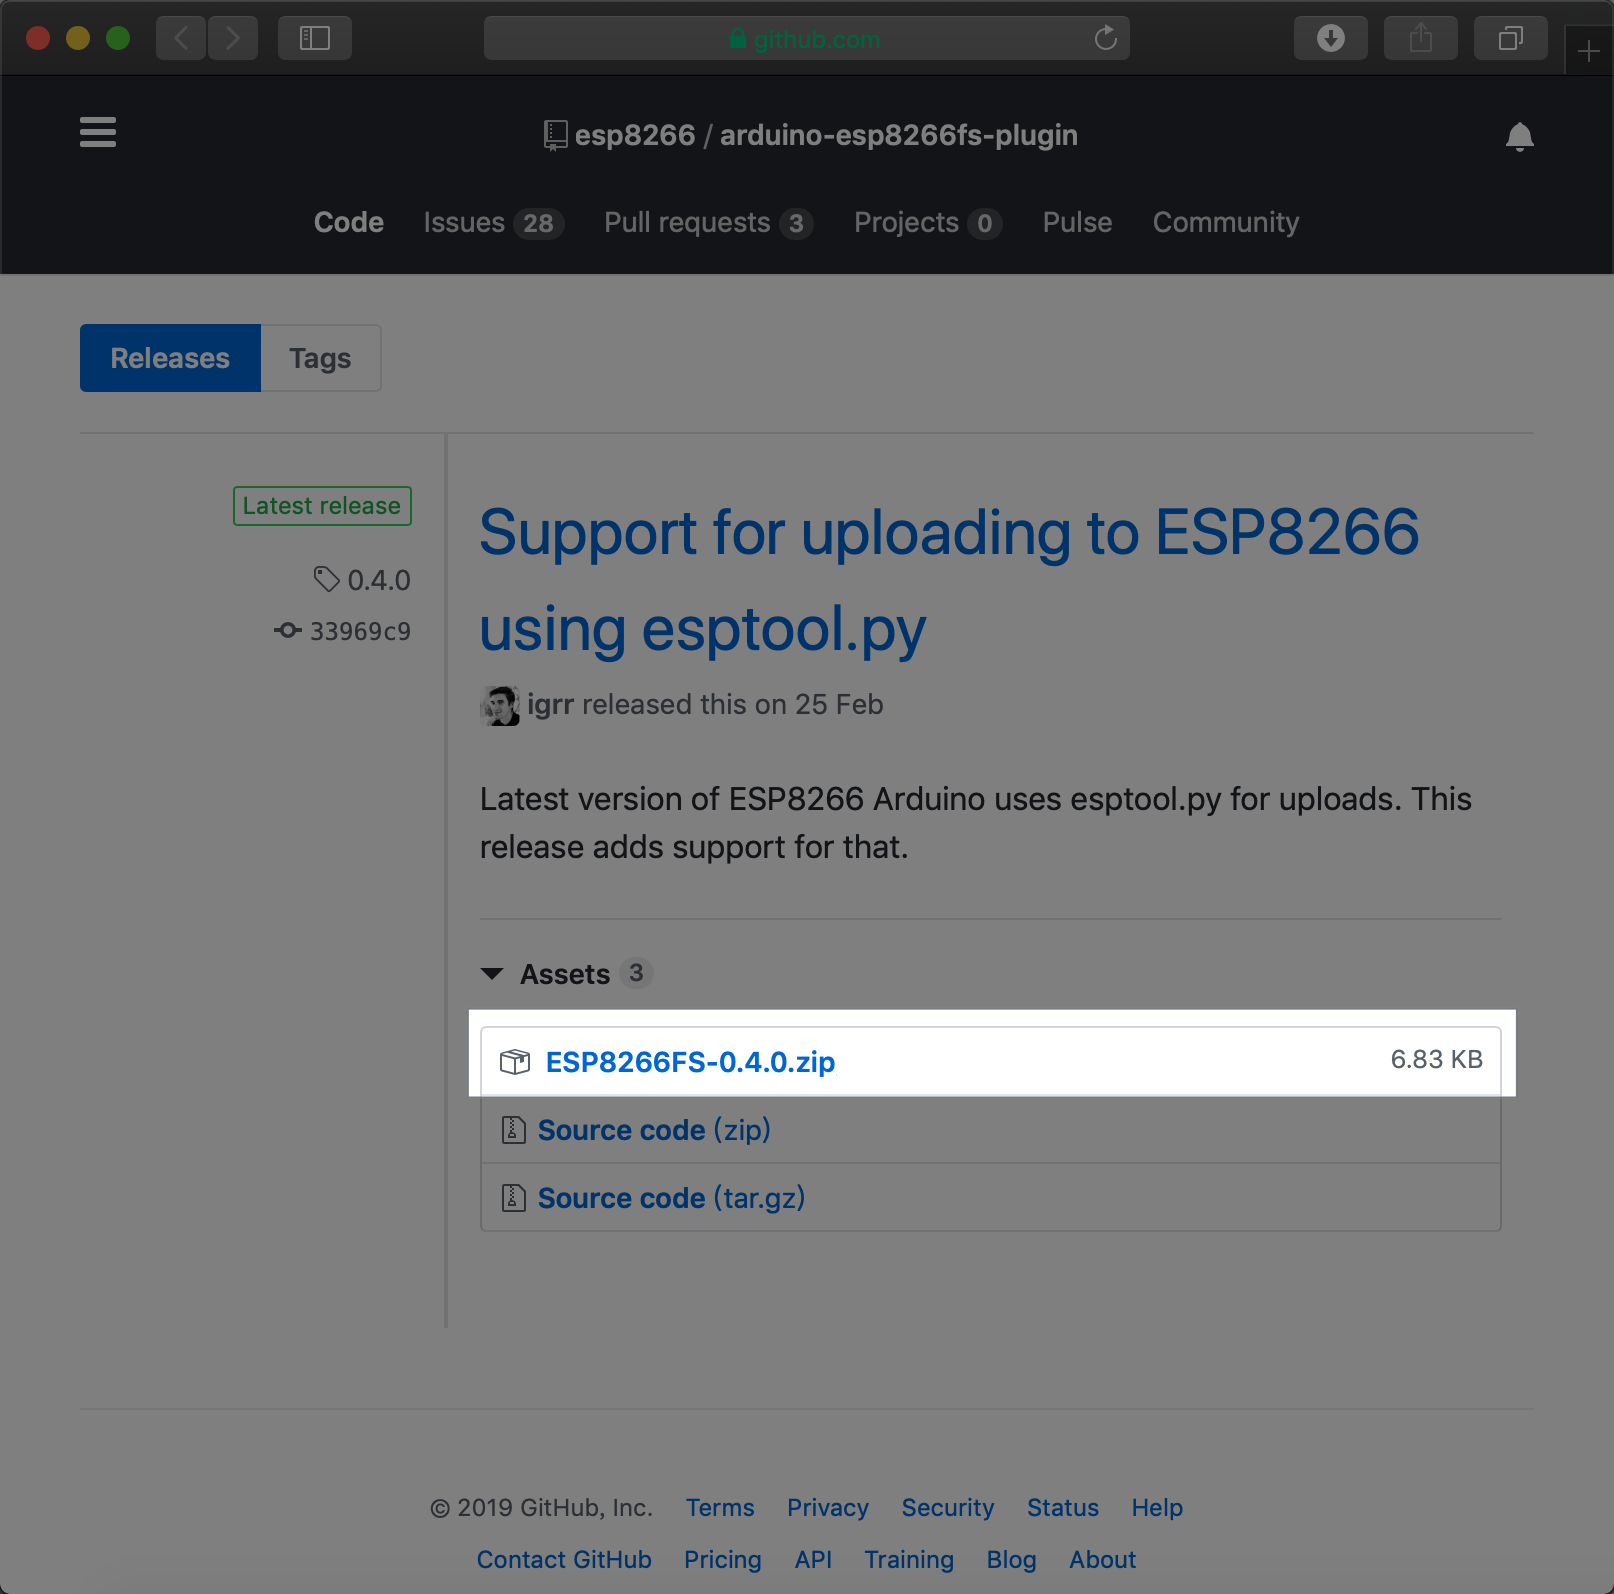 github.com
esp8266 / arduino-esp8266fs-plugin
Code Issues 28 Pull requests 3 Projects 0 Pulse Community
Releases Tags
Latest release
0.4.0
33969c9
Support for uploading to ESP8266
using esptool.py
igrr released this on 25 Feb
Latest version of ESP8266 Arduino uses esptool.py for uploads. This
release adds support for that.
Assets 3
ESP8266FS-0.4.0.zip 6.83 KB
Source code (zip)
Source code (tar.gz)
© 2019 GitHub, Inc. Terms Privacy Security Status Help
Contact GitHub Pricing API Training Blog About